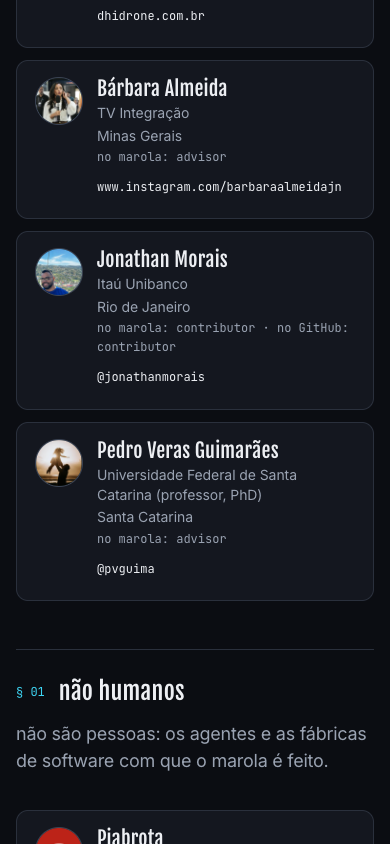 dhidrone.com.br
Bárbara Almeida
TV Integração
Minas Gerais
no marola: advisor
www.instagram.com/barbaraalmeidajn
Jonathan Morais
Itaú Unibanco
Rio de Janeiro
no marola: contributor · no GitHub:
contributor
@jonathanmorais
Pedro Veras Guimarães
Universidade Federal de Santa
Catarina (professor, PhD)
Santa Catarina
no marola: advisor
@pvguima
§ 01 não humanos
não são pessoas: os agentes e as fábricas
de software com que o marola é feito.
Piabrota